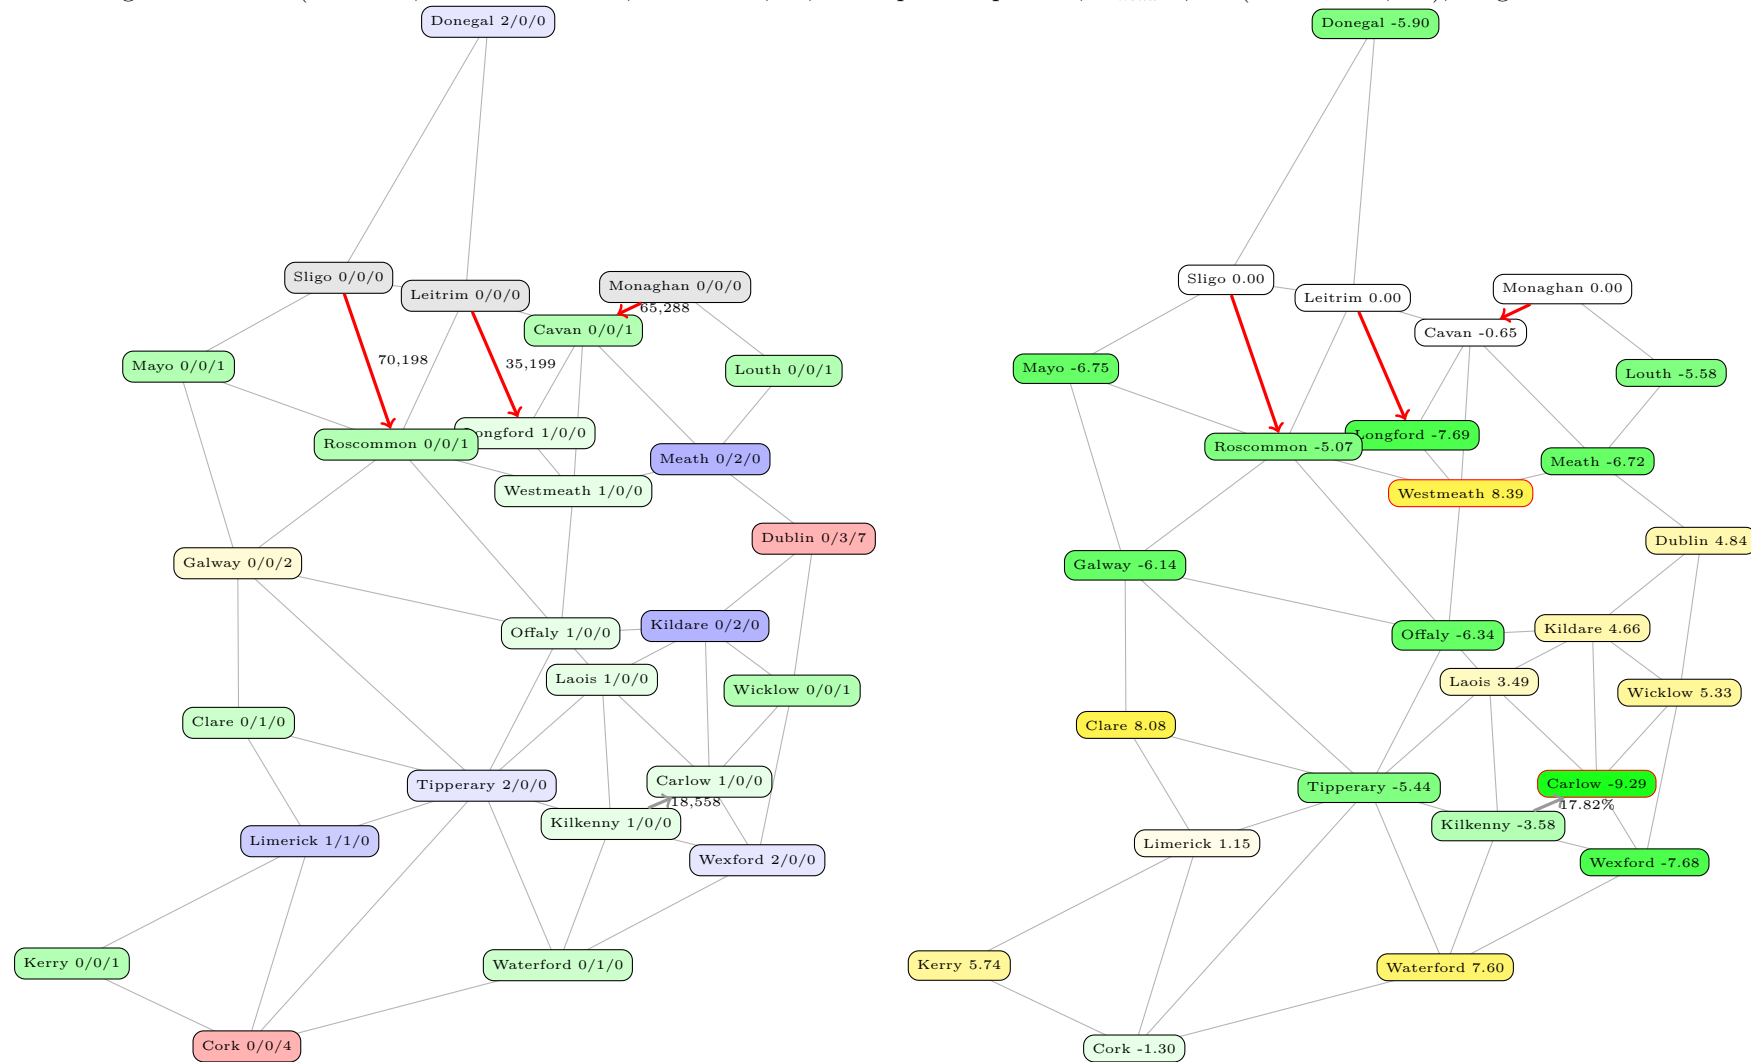 Donegal 2/0/0
Sligo 0/0/0
Leitrim 0/0/0
Monaghan 0/0/0
65,288
Cavan 0/0/1
Mayo 0/0/1
70,198
35,199
Louth 0/0/1
Roscommon 0/0/1
ongford 1/0/0
Meath 0/2/0
Westmeath 1/0/0
Dublin 0/3/7
Galway 0/0/2
Offaly 1/0/0
Kildare 0/2/0
Laois 1/0/0
Wicklow 0/0/1
Clare 0/1/0
Tipperary 2/0/0
Carlow 1/0/0
18,558
Kilkenny 1/0/0
Limerick 1/1/0
Wexford 2/0/0
Kerry 0/0/1
Waterford 0/1/0
Cork 0/0/4
Donegal -5.90
Sligo 0.00
Leitrim 0.00
Monaghan 0.00
Cavan -0.65
Mayo -6.75
Louth -5.58
Roscommon -5.07
Longford -7.69
Meath -6.72
Westmeath 8.39
Dublin 4.84
Galway -6.14
Offaly -6.34
Kildare 4.66
Laois 3.49
Wicklow 5.33
Clare 8.08
Tipperary -5.44
Carlow -9.29
17.82%
Kilkenny -3.58
Limerick 1.15
Wexford -7.68
Kerry 5.74
Waterford 7.60
Cork -1.30